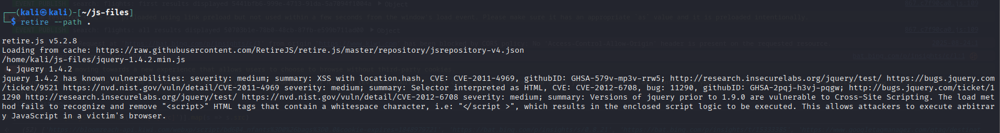 ┌──(kali㉿kali)-[~/js-files]
└─$ retire --path .
retire.js v5.2.8
Loading from cache: https://raw.githubusercontent.com/RetireJS/retire.js/master/repository/jsrepository-v4.json
/home/kali/js-files/jquery-1.4.2.min.js
↳ jquery 1.4.2
jquery 1.4.2 has known vulnerabilities: severity: medium; summary: XSS with location.hash, CVE: CVE-2011-4969, githubID: GHSA-579v-mp3v-rrw5; http://research.insecurelabs.org/jquery/test/ https://bugs.jquery.com
/ticket/9521 https://nvd.nist.gov/vuln/detail/CVE-2011-4969 severity: medium; summary: Selector interpreted as HTML, CVE: CVE-2012-6708, bug: 11290, githubID: GHSA-2pqj-h3vj-pqgw; http://bugs.jquery.com/ticket/1
1290 http://research.insecurelabs.org/jquery/test/ https://nvd.nist.gov/vuln/detail/CVE-2012-6708 severity: medium; summary: Versions of jquery prior to 1.9.0 are vulnerable to Cross-Site Scripting. The load met
hod fails to recognize and remove "<script>" HTML tags that contain a whitespace character, i.e: "</script >", which results in the enclosed script logic to be executed. This allows attackers to execute arbitrar
y JavaScript in a victim's browser.